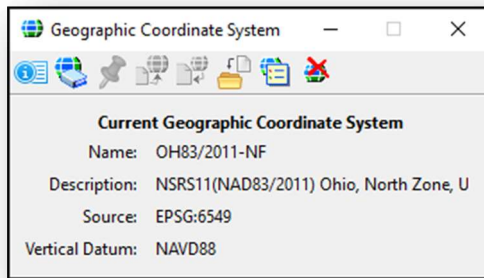 Geographic Coordinate System
Current Geographic Coordinate System
Name: OH83/2011-NF
Description: NSRS11(NAD83/2011) Ohio, North Zone, U
Source: EPSG:6549
Vertical Datum: NAVD88